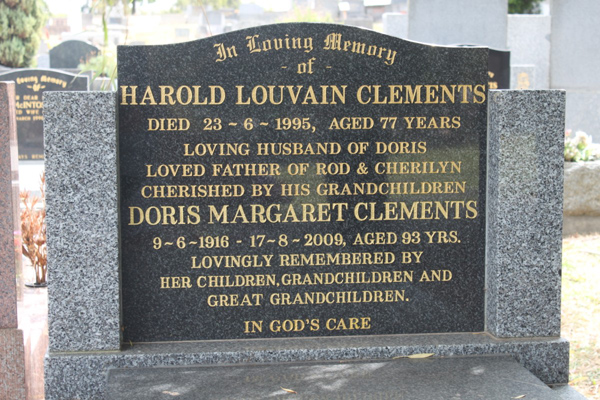 In Loving Memory
- of -
HAROLD LOUVAIN CLEMENTS
DIED 23~6~1995, AGED 77 YEARS
LOVING HUSBAND OF DORIS
LOVED FATHER OF ROD & CHERILYN
CHERISHED BY HIS GRANDCHILDREN
DORIS MARGARET CLEMENTS
9~6~1916 - 17~8~2009, AGED 93 YRS.
LOVINGLY REMEMBERED BY
HER CHILDREN, GRANDCHILDREN AND
GREAT GRANDCHILDREN.
IN GOD'S CARE